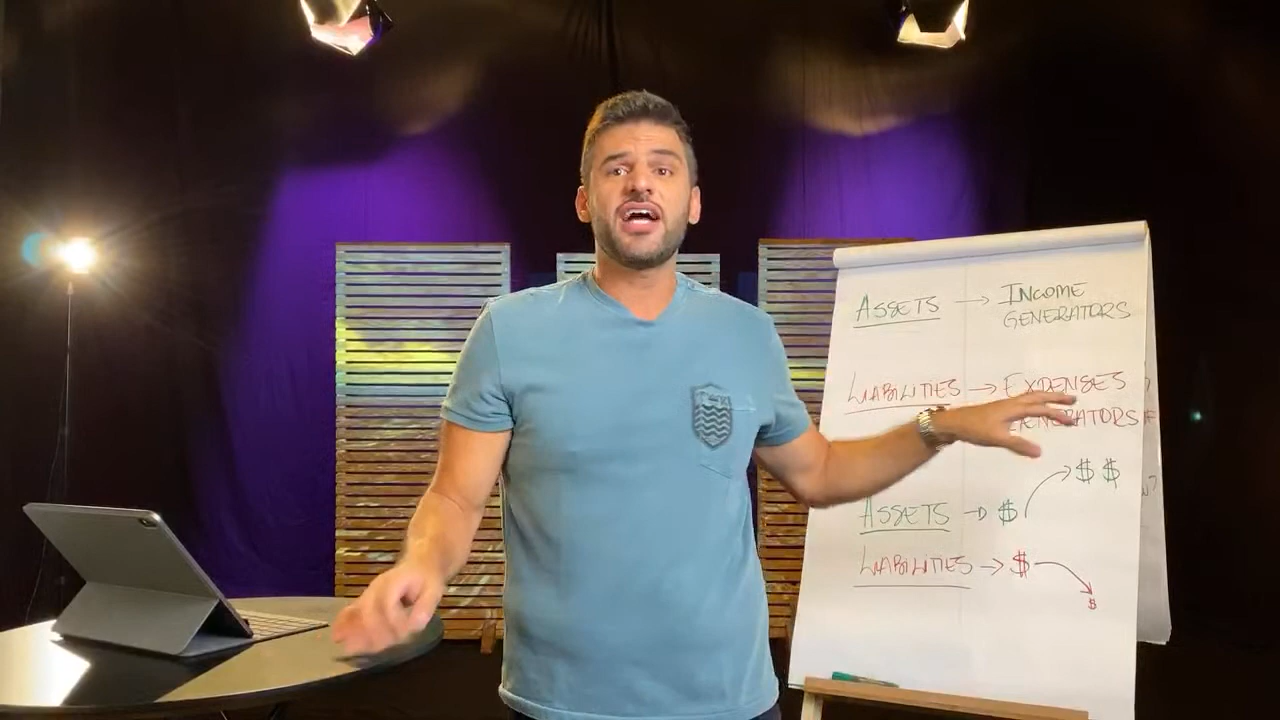 ASSETS → INCOME
GENERATORS
LIABILITIES → EXPENSES
GENERATORS
ASSETS → $ → $ $
LIABILITIES → $ → $